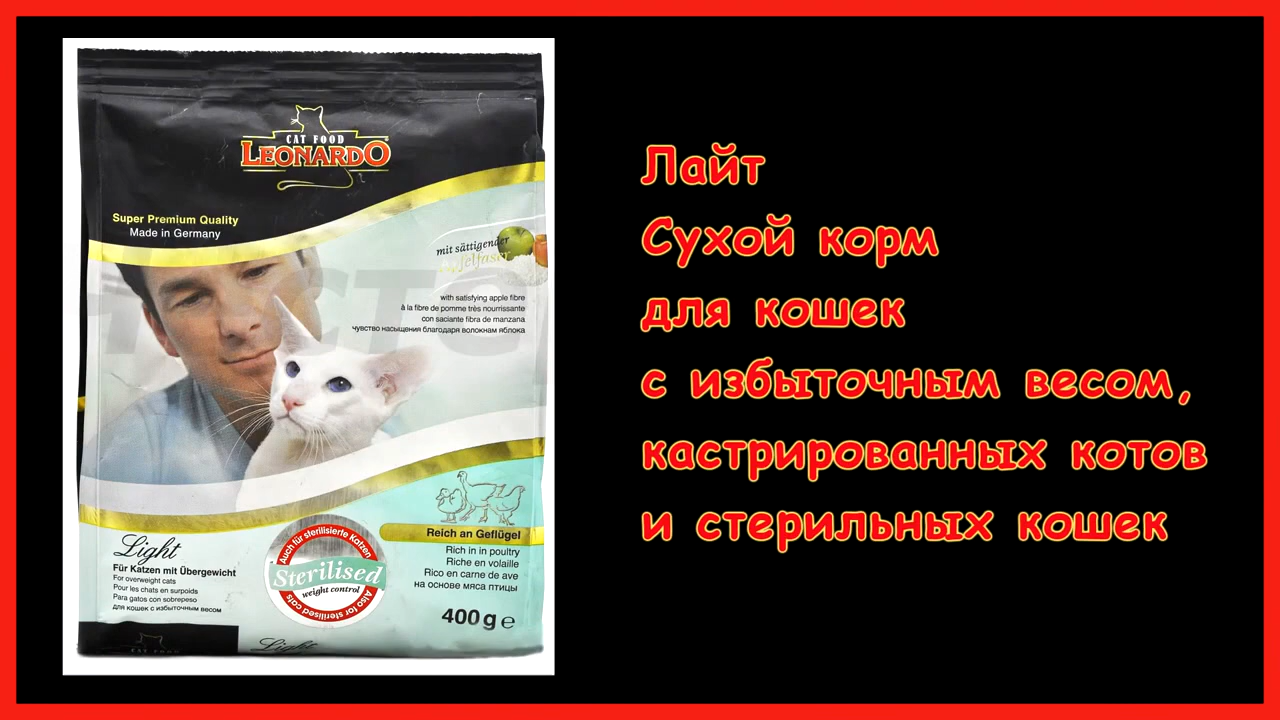 CAT FOOD
LEONARDO
Super Premium Quality
Made in Germany
mit sättigender
with satisfying apple fibre
à la fibre de pomme très nourrissante
con saciante fibra de manzana
чувство насыщения благодаря волокнам яблока
Light
Für Katzen mit Übergewicht
For overweight cats
Pour les chats en surpoids
Para gatos con sobrepeso
для кошек с избыточным весом
Auch für sterilisierte Katzen
Sterilised
weight control
Also for sterilised cats
Reich an Geflügel
Rich in in poultry
Riche en volaille
Rico en carne de ave
на основе мяса птицы
400 g e
CAT FOOD
Light
Лайт
Сухой корм
для кошек
с избыточным весом,
кастрированных котов
и стерильных кошек